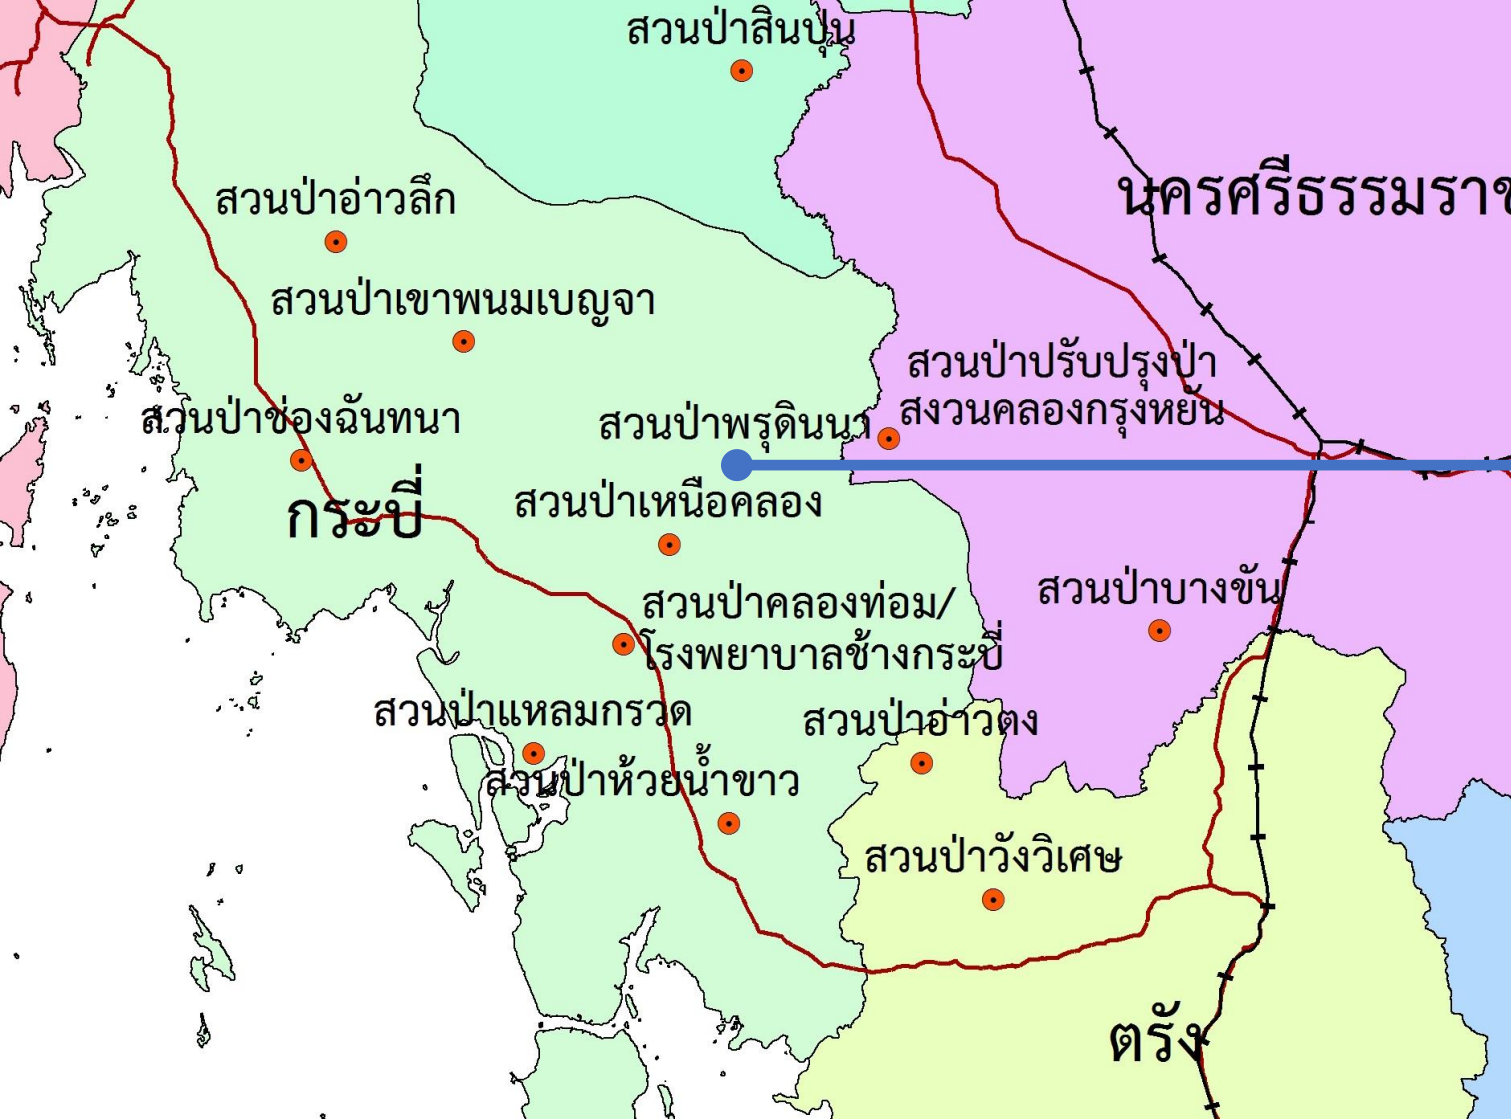 สวนป่าสินปุน
นครศรีธรรมราช
สวนป่าอ่าวลึก
สวนป่าเขาพนมเบญจา
สวนป่าปรับปรุงป่า
สงวนคลองกรุงหยัน
สวนป่าช่องฉันทนา
สวนป่าพรุดินนา
กระบี่
สวนป่าเหนือคลอง
สวนป่าคลองท่อม/
โรงพยาบาลช้างกระบี่
สวนป่าบางขัน
สวนป่าแหลมกรวด
สวนป่าอ่าวตง
สวนป่าห้วยน้ำขาว
สวนป่าวังวิเศษ
ตรัง